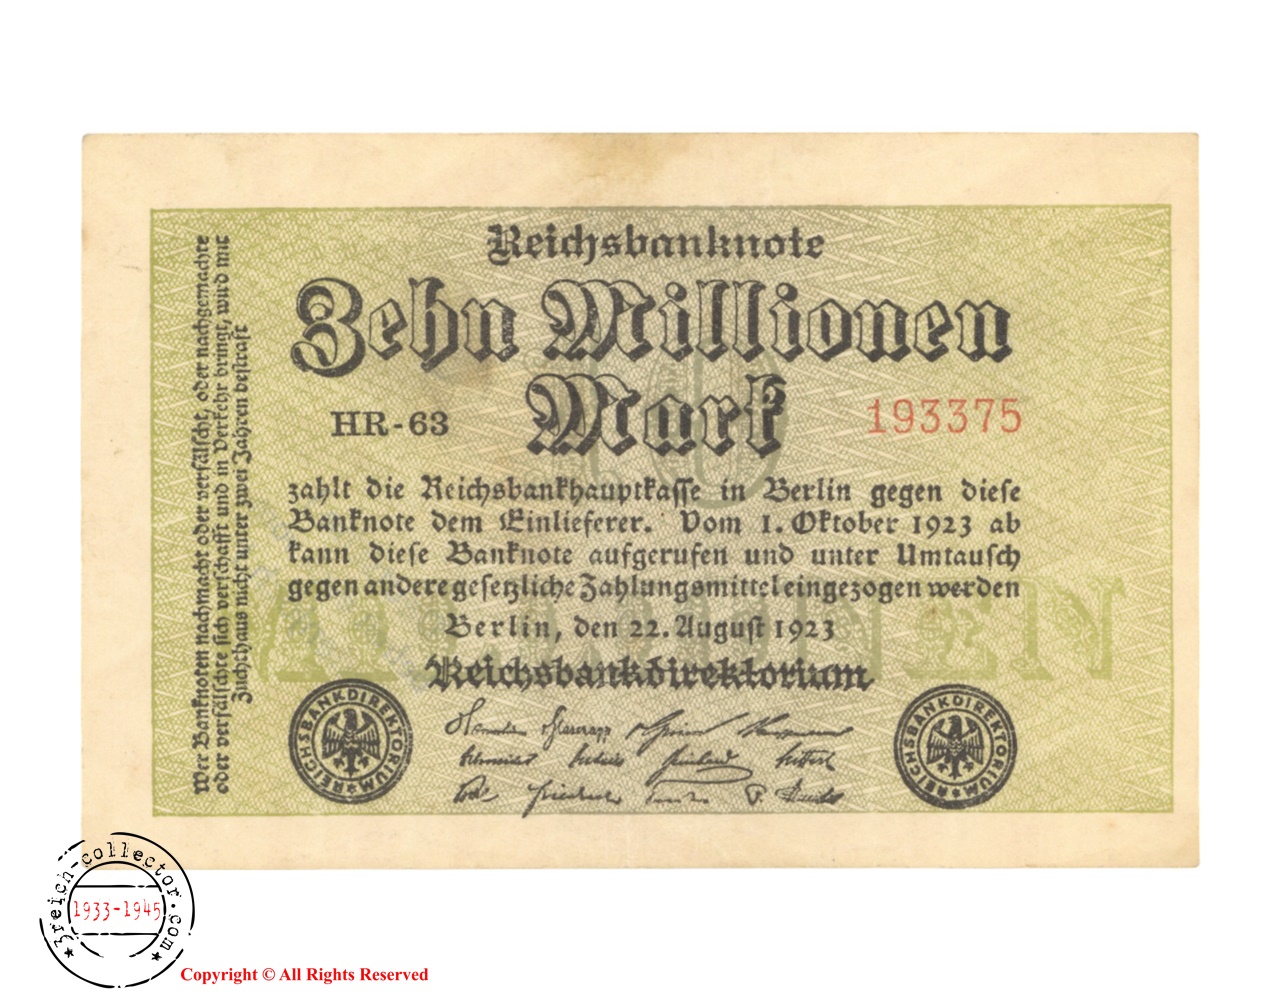 Reichsbanknote
Zehn Millionen
Mark
HR-63
193375
zahlt die Reichsbankhauptkasse in Berlin gegen diese
Banknote dem Einlieferer. Vom 1. Oktober 1923 ab
kann diese Banknote aufgerufen und unter Umtausch
gegen andere gesetzliche Zahlungsmittel eingezogen werden
Berlin, den 22. August 1923
Reichsbankdirektorium
REICHSBANKDIREKTORIUM
REICHSBANKDIREKTORIUM
Wer Banknoten nachmacht oder verfälscht, oder nachgemachte
oder verfälschte sich verschafft und in Verkehr bringt, wird mit
Zuchthaus nicht unter zwei Jahren bestraft
10
3reich-collector.com
1933-1945
Copyright © All Rights Reserved